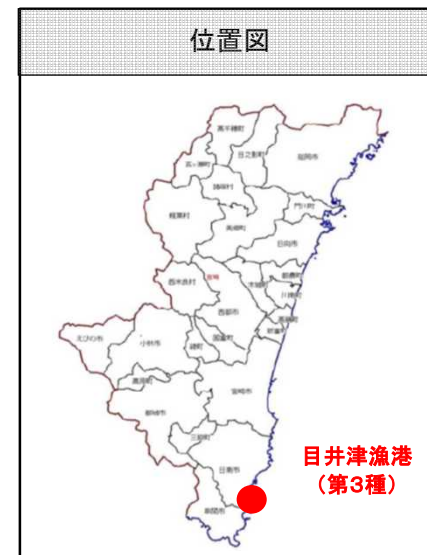 位置図
高千穂町
日之影町
延岡市
五ヶ瀬町
諸塚村
門川町
椎葉村
美郷町
日向市
西米良村
木城町
都農町
川南町
西都市
高鍋町
新富町
えびの市
小林市
綾町
国富町
高原町
宮崎市
都城市
三股町
日南市
串間市
目井津漁港
（第３種）